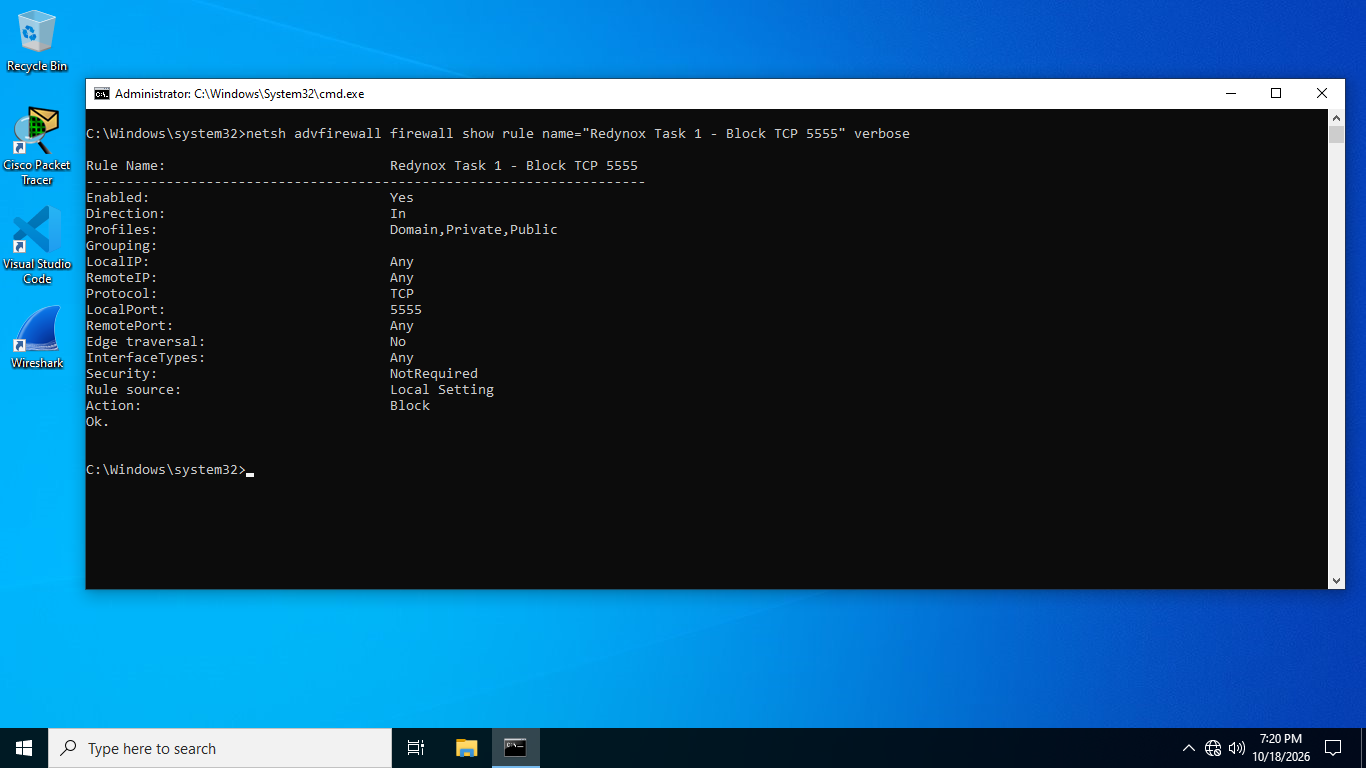 Recycle Bin
Cisco Packet
Tracer
Visual Studio
Code
Wireshark
Administrator: C:\Windows\System32\cmd.exe
C:\Windows\system32>netsh advfirewall firewall show rule name="Redynox Task 1 - Block TCP 5555" verbose
Rule Name:                            Redynox Task 1 - Block TCP 5555
----------------------------------------------------------------------
Enabled:                              Yes
Direction:                            In
Profiles:                             Domain,Private,Public
Grouping:
LocalIP:                              Any
RemoteIP:                             Any
Protocol:                             TCP
LocalPort:                            5555
RemotePort:                           Any
Edge traversal:                       No
InterfaceTypes:                       Any
Security:                             NotRequired
Rule source:                          Local Setting
Action:                               Block
Ok.
C:\Windows\system32>
Type here to search
7:20 PM
10/18/2026